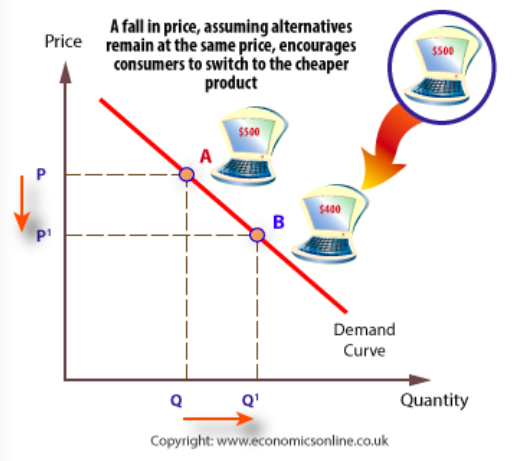 A fall in price, assuming alternatives
remain at the same price, encourages
consumers to switch to the cheaper
product
Price
$500
$500
A
P
$400
B
P¹
Demand
Curve
Q
Q¹
Quantity
Copyright: www.economicsonline.co.uk